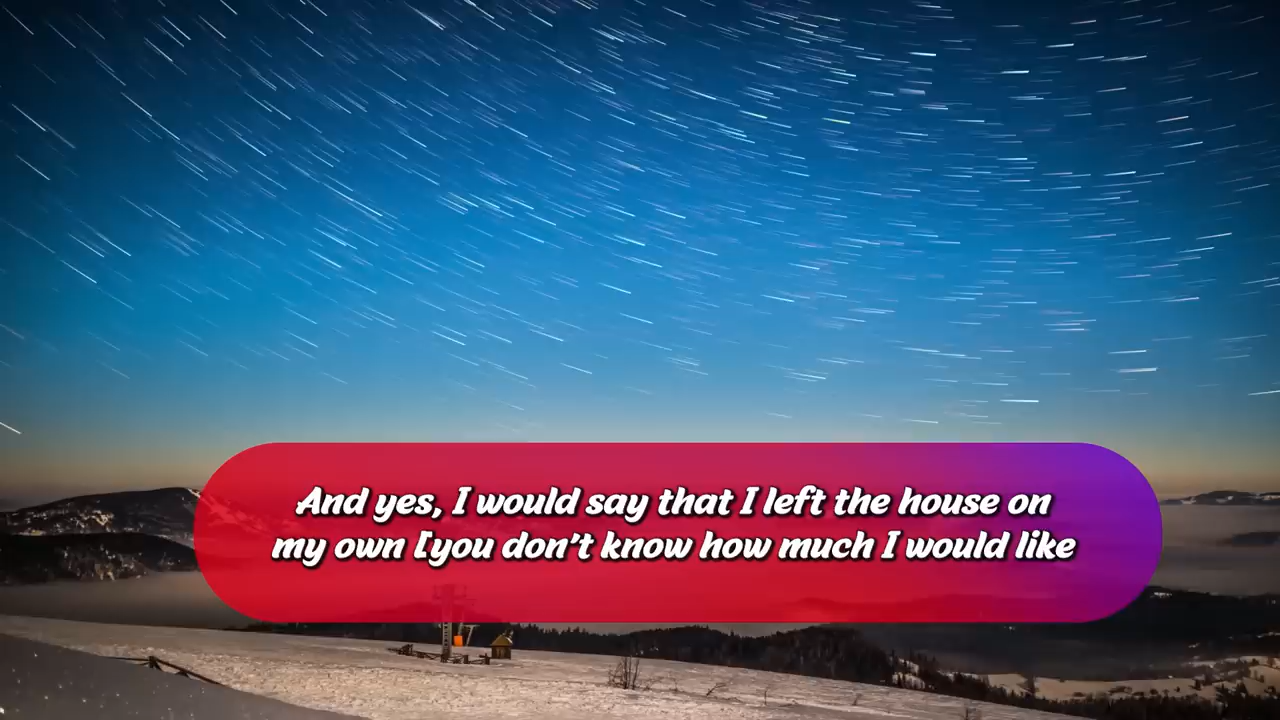 And yes, I would say that I left the house on
my own [you don't know how much I would like